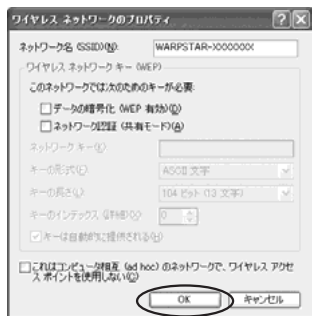 ワイヤレス ネットワークのプロパティ
ネットワーク名 (SSID)(N): WARPSTAR-XXXXXXX
ワイヤレス ネットワーク キー (WEP)
このネットワークでは次のためのキーが必要:
データの暗号化 (WEP 有効)(D)
ネットワーク認証 (共有モード)(A)
ネットワーク キー(K):
キーの形式(F): ASCII 文字
キーの長さ(L): 104 ビット (13 文字)
キーのインデックス (詳細)(X): 0
キーは自動的に提供される(H)
これはコンピュータ相互 (ad hoc) のネットワークで、ワイヤレス アクセ
ス ポイントを使用しない(C)
OK キャンセル